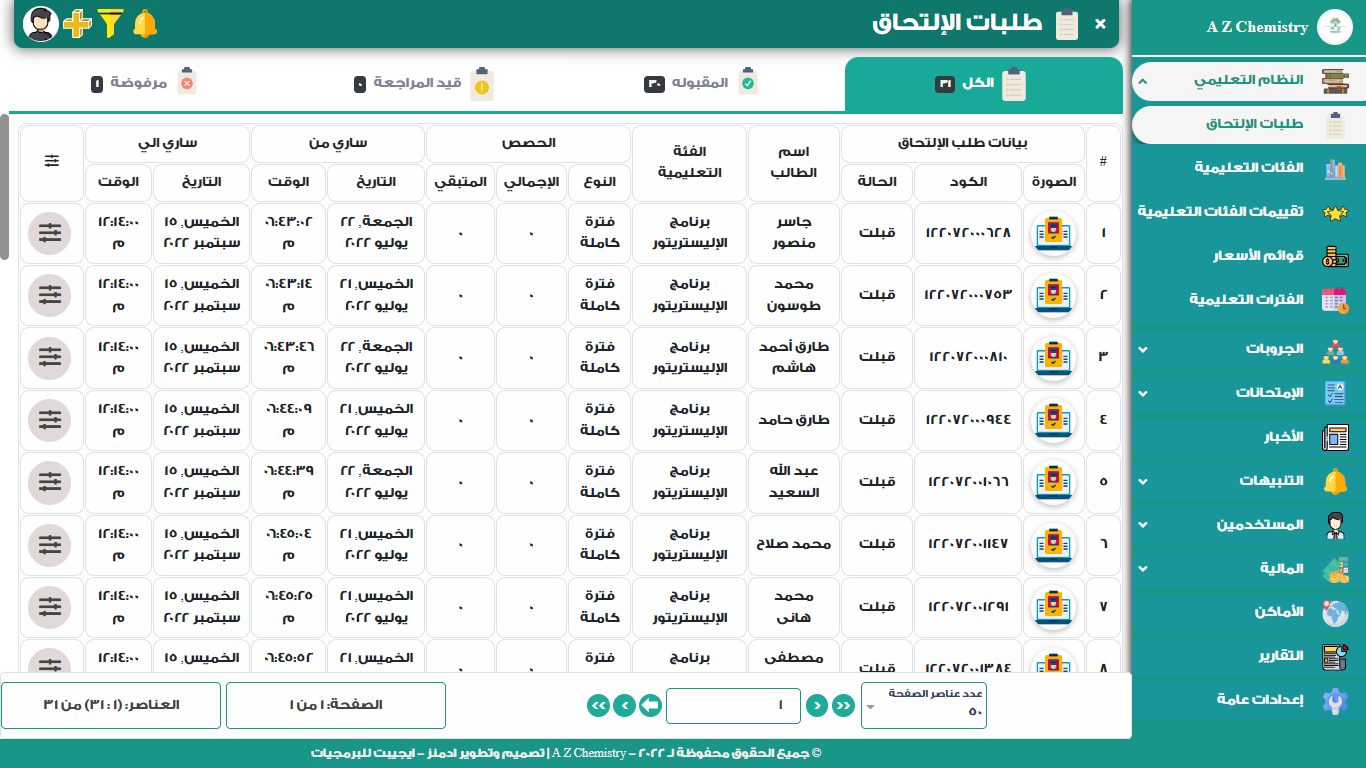 A Z Chemistry
النظام التعليمي
طلبات الإلتحاق
الفئات التعليمية
تقييمات الفئات التعليمية
قوائم الأسعار
الفترات التعليمية
الجروبات
الإمتحانات
الأخبار
التنبيهات
المستخدمين
المالية
الأماكن
التقارير
إعدادات عامة
× طلبات الإلتحاق
الكل ٣١
المقبوله ٣٠
قيد المراجعة ٠
مرفوضة ١
# بيانات طلب الإلتحاق اسم الطالب الفئة التعليمية الحصص ساري من ساري الي
الصورة الكود الحالة النوع الإجمالي المتبقي التاريخ الوقت التاريخ الوقت
١ ١٢٢٠٧٢٠٠٠٦٢٨ قبلت جاسر منصور برنامج الإليستريتور فترة كاملة ٠ ٠ الجمعة, ٢٢ يوليو ٢٠٢٢ ٠٦:٤٣:٠٢ م الخميس, ١٥ سبتمبر ٢٠٢٢ ١٢:١٤:٠٠ م
٢ ١٢٢٠٧٢٠٠٠٧٥٣ قبلت محمد طوسون برنامج الإليستريتور فترة كاملة ٠ ٠ الخميس, ٢١ يوليو ٢٠٢٢ ٠٦:٤٣:١٤ م الخميس, ١٥ سبتمبر ٢٠٢٢ ١٢:١٤:٠٠ م
٣ ١٢٢٠٧٢٠٠٠٨١٠ قبلت طارق أحمد هاشم برنامج الإليستريتور فترة كاملة ٠ ٠ الجمعة, ٢٢ يوليو ٢٠٢٢ ٠٦:٤٣:٤٦ م الخميس, ١٥ سبتمبر ٢٠٢٢ ١٢:١٤:٠٠ م
٤ ١٢٢٠٧٢٠٠٠٩٤٤ قبلت طارق حامد برنامج الإليستريتور فترة كاملة ٠ ٠ الخميس, ٢١ يوليو ٢٠٢٢ ٠٦:٤٤:٠٩ م الخميس, ١٥ سبتمبر ٢٠٢٢ ١٢:١٤:٠٠ م
٥ ١٢٢٠٧٢٠٠١٠٦٦ قبلت عبد الله السعيد برنامج الإليستريتور فترة كاملة ٠ ٠ الجمعة, ٢٢ يوليو ٢٠٢٢ ٠٦:٤٤:٣٩ م الخميس, ١٥ سبتمبر ٢٠٢٢ ١٢:١٤:٠٠ م
٦ ١٢٢٠٧٢٠٠١١٤٧ قبلت محمد صلاح برنامج الإليستريتور فترة كاملة ٠ ٠ الخميس, ٢١ يوليو ٢٠٢٢ ٠٦:٤٥:٠٤ م الخميس, ١٥ سبتمبر ٢٠٢٢ ١٢:١٤:٠٠ م
٧ ١٢٢٠٧٢٠٠١٢٩١ قبلت محمد هانى برنامج الإليستريتور فترة كاملة ٠ ٠ الخميس, ٢١ يوليو ٢٠٢٢ ٠٦:٤٥:٢٥ م الخميس, ١٥ سبتمبر ٢٠٢٢ ١٢:١٤:٠٠ م
٨ ١٢٢٠٧٢٠٠١٣٨٤ قبلت مصطفى برنامج فترة ٠ ٠ الخميس, ٢١ ٠٦:٤٥:٥٢ الخميس, ١٥ ١٢:١٤:٠٠
عدد عناصر الصفحة
٥٠
١
الصفحة: ١ من ١
العناصر: (١ : ٣١) من ٣١
© جميع الحقوق محفوظة لـ ٢٠٢٢ – A Z Chemistry | تصميم وتطوير ادمنز – ايجيبت للبرمجيات